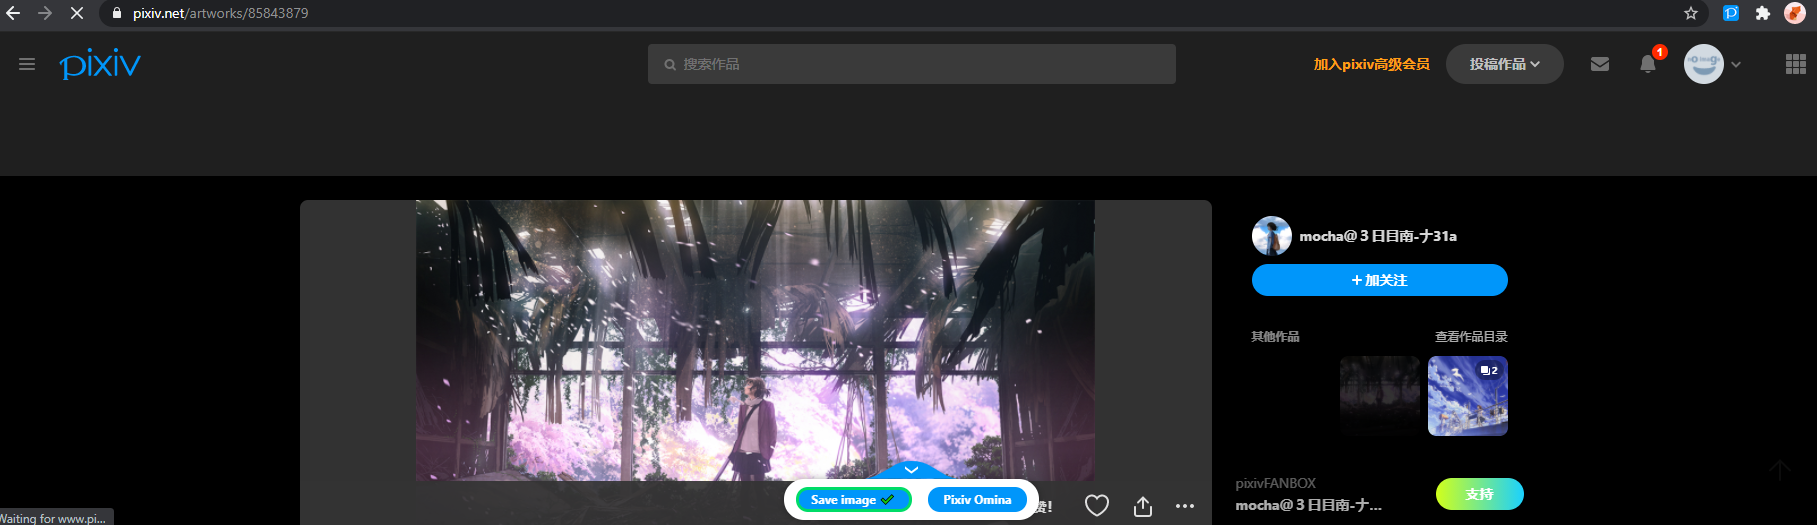 pixiv.net/artworks/85843879
pixiv
搜索作品
加入pixiv高级会员
投稿作品
1
mocha@３日目南-ナ31a
加关注
其他作品
查看作品目录
2
pixivFANBOX
mocha@３日目南-ナ...
支持
Save image
Pixiv Omina
赞!
Waiting for www.pi...